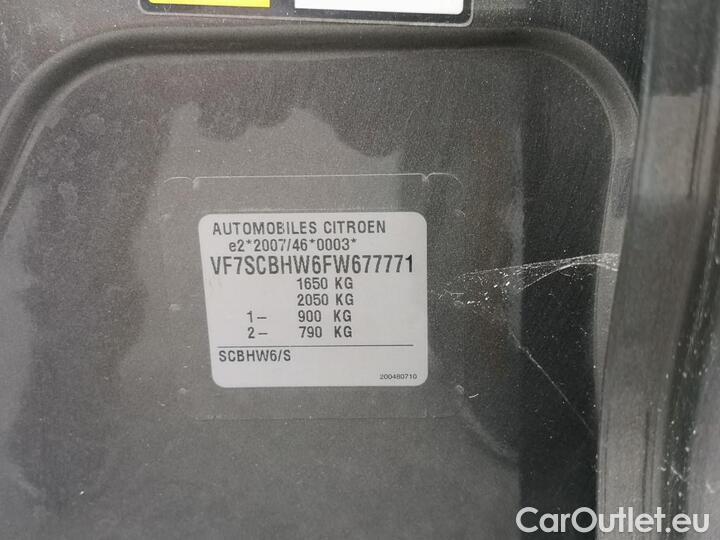 AUTOMOBILES CITROEN
e2*2007/46*0003*
VF7SCBHW6FW677771
1650 KG
2050 KG
1- 900 KG
2- 790 KG
SCBHW6/S
200480710
CarOutlet.eu